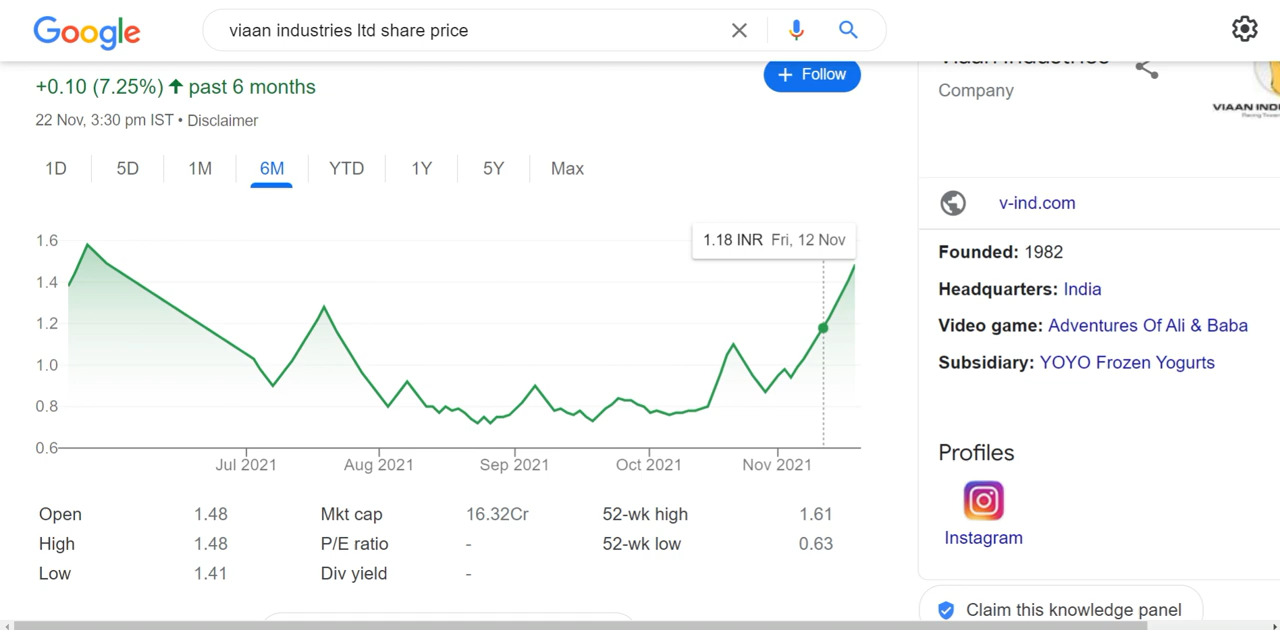 Google
viaan industries ltd share price
+0.10 (7.25%) ↑ past 6 months
+ Follow
22 Nov, 3:30 pm IST • Disclaimer
1D 5D 1M 6M YTD 1Y 5Y Max
1.18 INR Fri, 12 Nov
1.6
1.4
1.2
1.0
0.8
0.6
Jul 2021 Aug 2021 Sep 2021 Oct 2021 Nov 2021
Open 1.48 Mkt cap 16.32Cr 52-wk high 1.61
High 1.48 P/E ratio - 52-wk low 0.63
Low 1.41 Div yield -
Viaan Industries
Company
VIAAN IND
v-ind.com
Founded: 1982
Headquarters: India
Video game: Adventures Of Ali & Baba
Subsidiary: YOYO Frozen Yogurts
Profiles
Instagram
Claim this knowledge panel